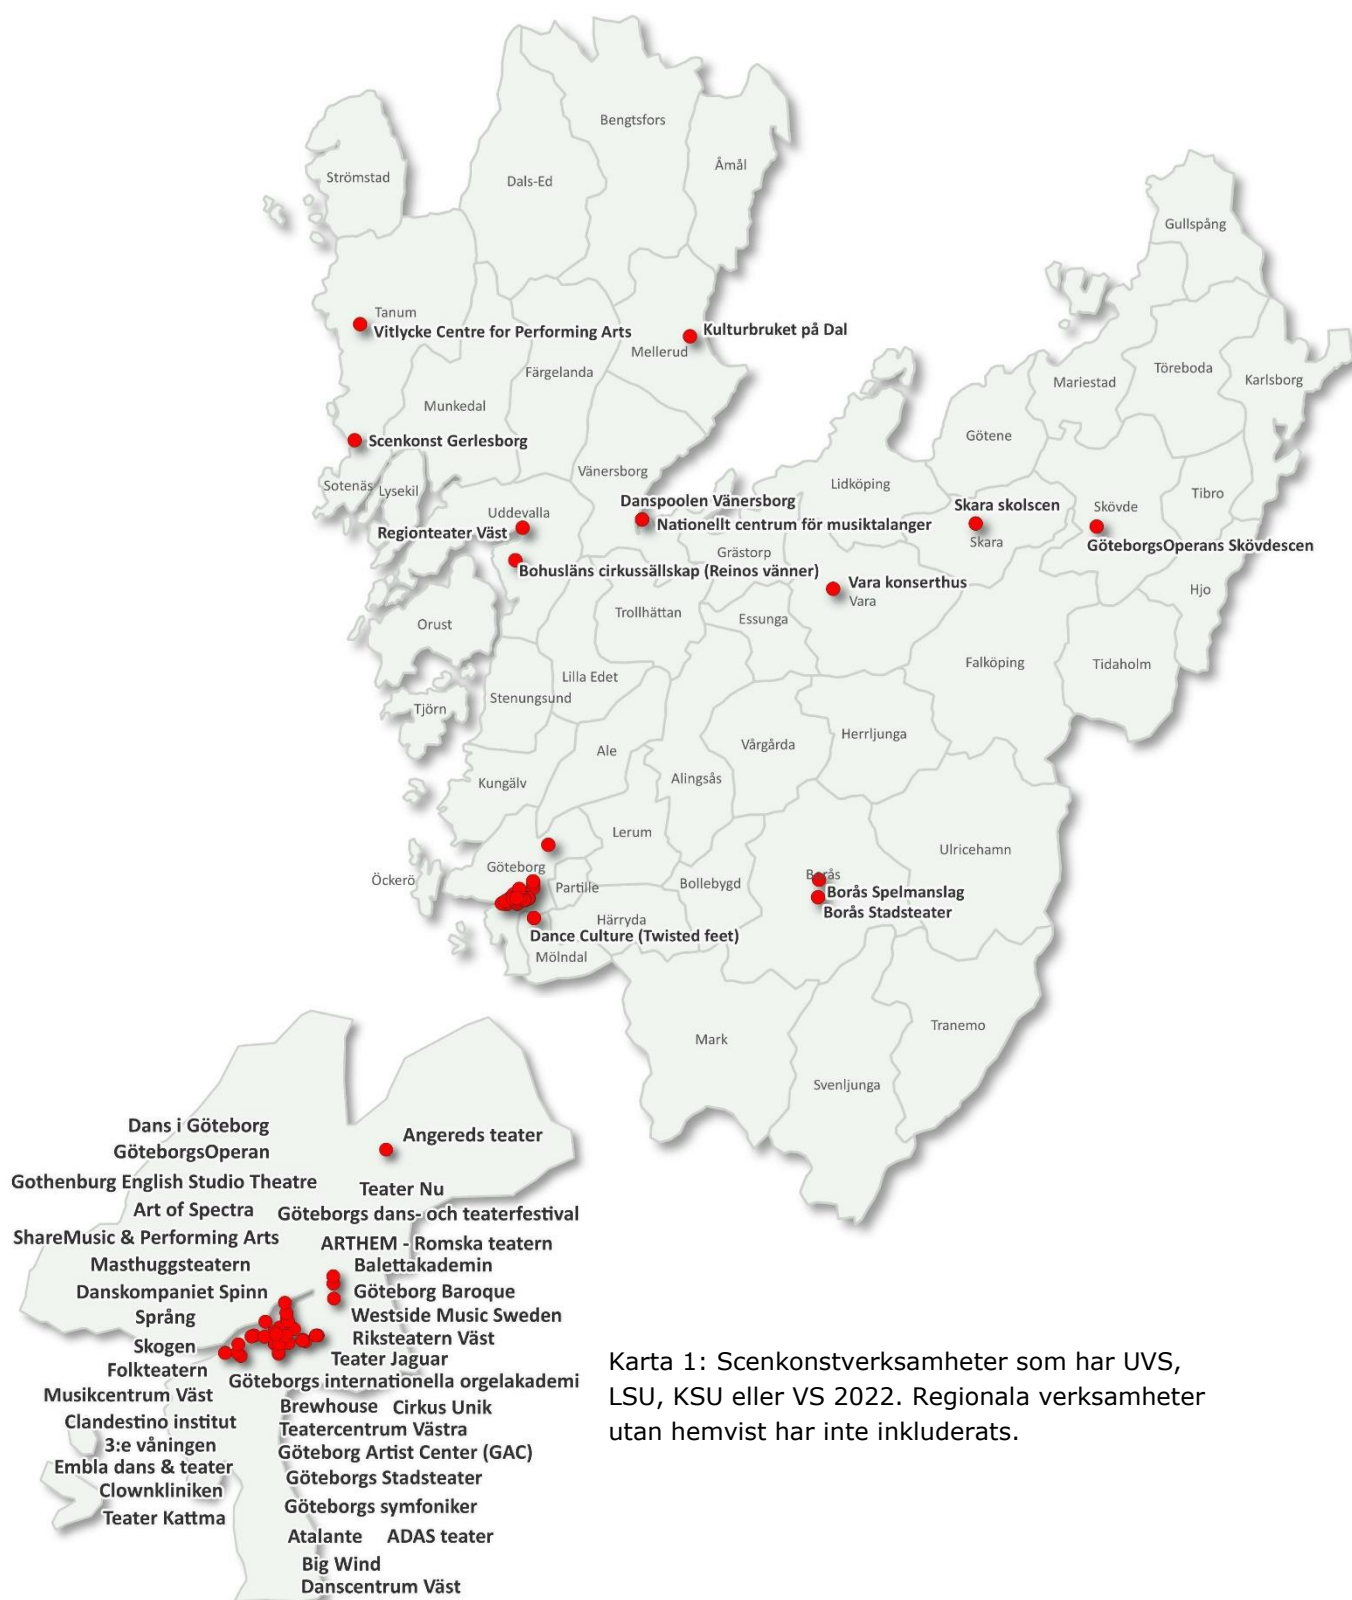 Bengtsfors
Åmål
Strömstad
Dals-Ed
Gullspång
Tanum
Vitlycke Centre for Performing Arts
Kulturbruket på Dal
Mellerud
Färgelanda
Töreboda
Mariestad
Karlsborg
Munkedal
Götene
Scenkonst Gerlesborg
Vänersborg
Sotenäs
Lysekil
Lidköping
Tibro
Danspoolen Vänersborg
Skara skolscen
Skövde
Uddevalla
Nationellt centrum för musiktalanger
Regionteater Väst
Skara
GöteborgsOperans Skövdescen
Grästorp
Bohusläns cirkussällskap (Reinos vänner)
Vara konserthus
Hjo
Vara
Trollhättan
Essunga
Orust
Falköping
Tidaholm
Lilla Edet
Stenungsund
Tjörn
Herrljunga
Vårgårda
Ale
Alingsås
Kungälv
Lerum
Ulricehamn
Göteborg
Borås
Öckerö
Partille
Bollebygd
Borås Spelmanslag
Borås Stadsteater
Härryda
Dance Culture (Twisted feet)
Mölndal
Tranemo
Mark
Svenljunga
Dans i Göteborg
Angereds teater
GöteborgsOperan
Gothenburg English Studio Theatre
Teater Nu
Art of Spectra
Göteborgs dans- och teaterfestival
ShareMusic & Performing Arts
ARTHEM - Romska teatern
Masthuggsteatern
Balettakademin
Danskompaniet Spinn
Göteborg Baroque
Språng
Westside Music Sweden
Skogen
Riksteatern Väst
Folkteatern
Teater Jaguar
Göteborgs internationella orgelakademi
Musikcentrum Väst
Brewhouse
Cirkus Unik
Clandestino institut
Teatercentrum Västra
3:e våningen
Göteborg Artist Center (GAC)
Embla dans & teater
Göteborgs Stadsteater
Clownkliniken
Göteborgs symfoniker
Teater Kattma
Atalante
ADAS teater
Big Wind
Danscentrum Väst
Karta 1: Scenkonstverksamheter som har UVS,
LSU, KSU eller VS 2022. Regionala verksamheter
utan hemvist har inte inkluderats.